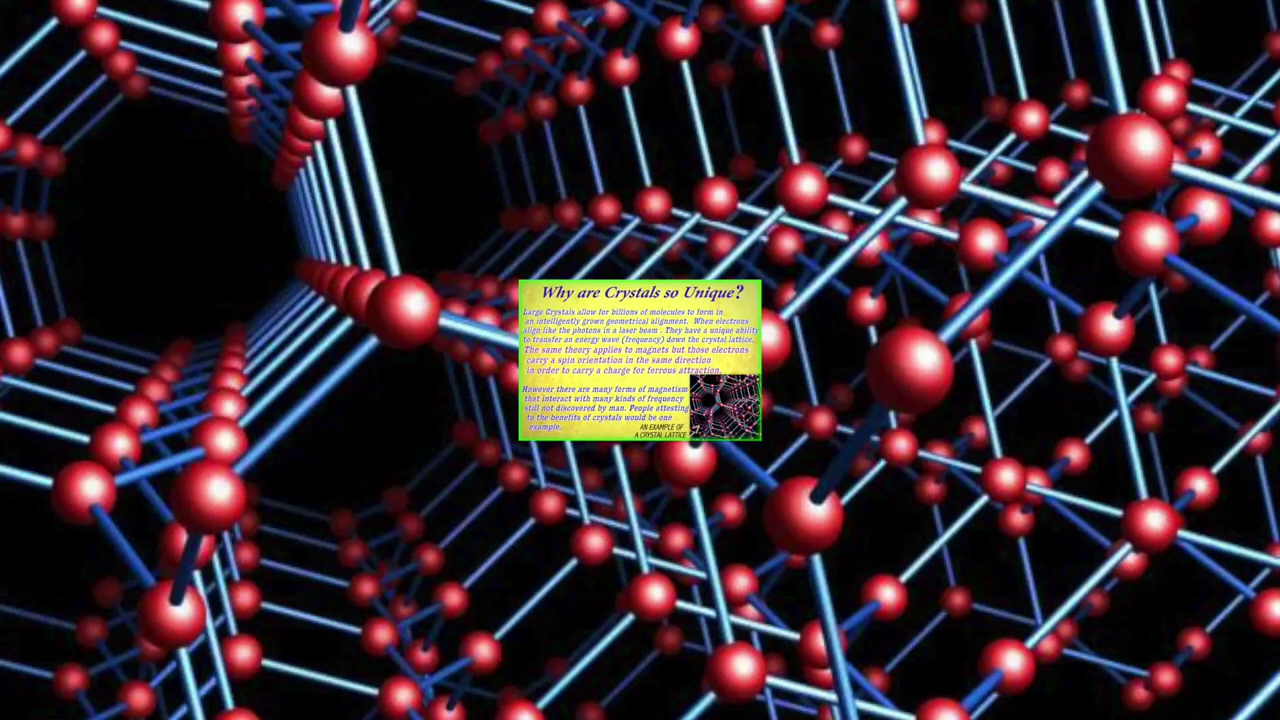 Why are Crystals so Unique?
Large Crystals allow for billions of molecules to form in
an intelligently grown geometrical alignment. When electrons
align like the photons in a laser beam . They have a unique ability
to transfer an energy wave (frequency) down the crystal lattice.
The same theory applies to magnets but those electrons
carry a spin orientation in the same direction
in order to carry a charge for ferrous attraction.
However there are many forms of magnetism
that interact with many kinds of frequency
still not discovered by man. People attesting
to the benefits of crystals would be one
example.
AN EXAMPLE OF
A CRYSTAL LATTICE